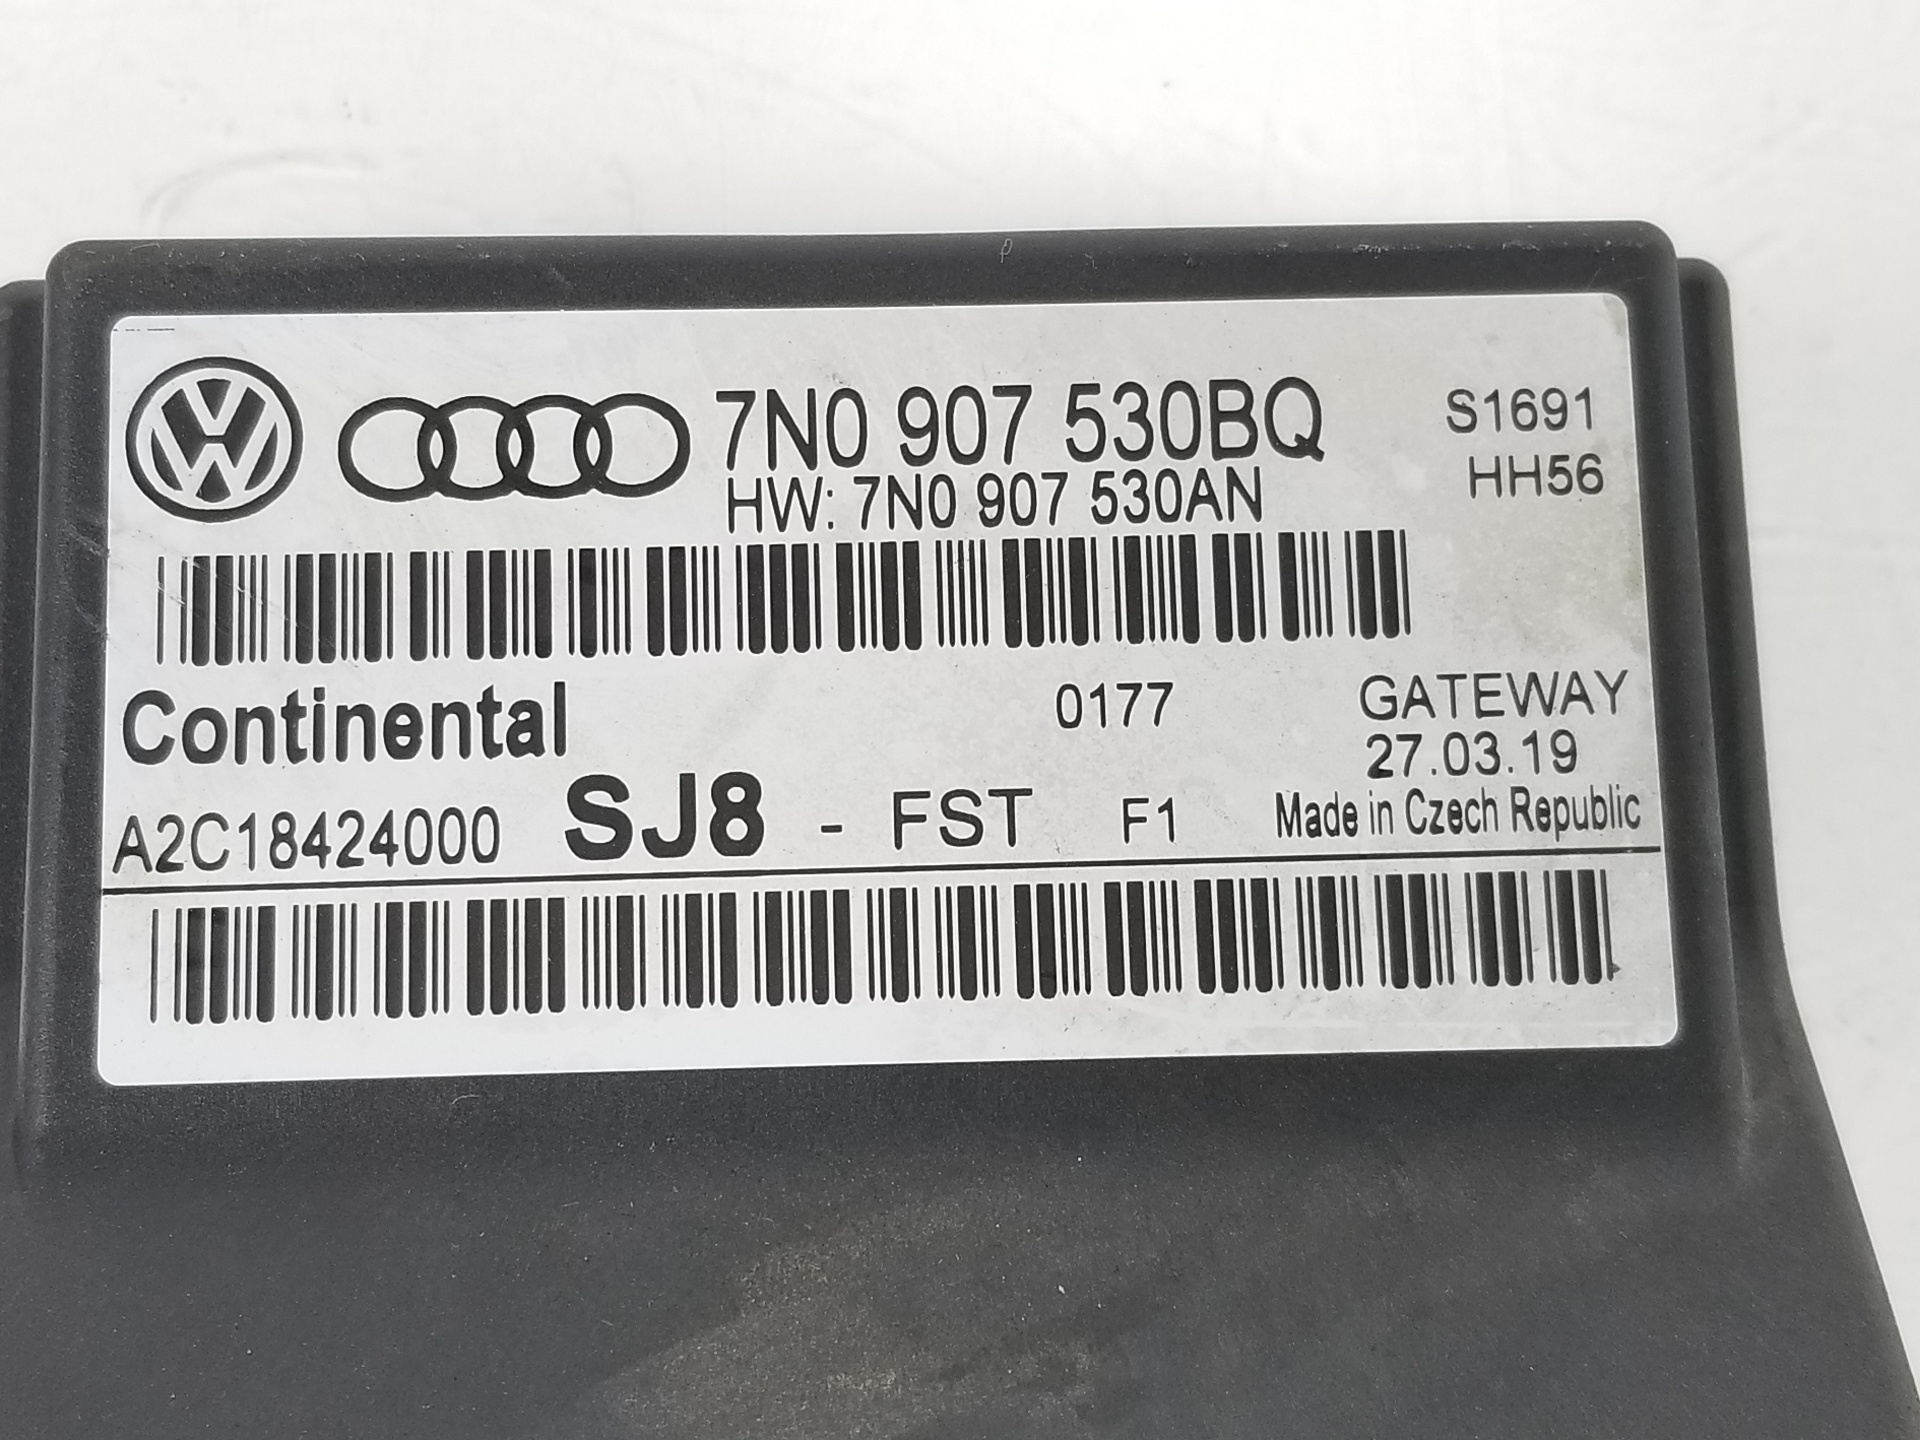 7N0 907 530BQ S1691
HW: 7N0 907 530AN HH56
Continental 0177 GATEWAY
27.03.19
A2C18424000 SJ8 - FST F1 Made in Czech Republic